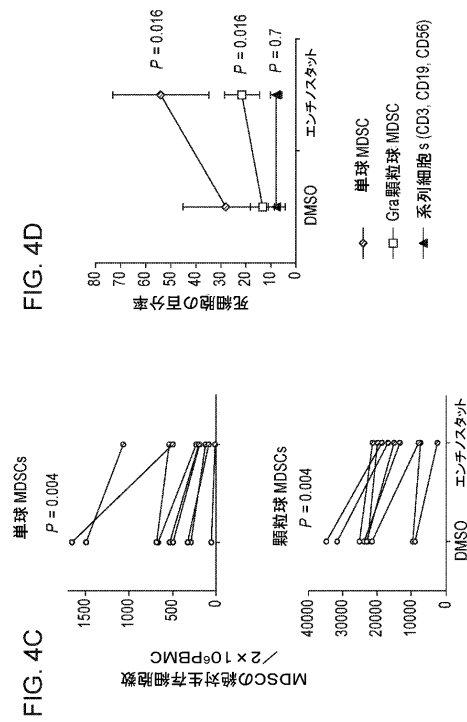 FIG. 4C
MDSCの絶対生存細胞数
／2×10⁶PBMC
単球 MDSCs
P = 0.004
1500
1000
500
0
顆粒球 MDSCs
P = 0.004
40000
30000
20000
10000
0
DMSO
エンチノスタット
FIG. 4D
死細胞の百分率
80
70
60
50
40
30
20
10
0
P = 0.016
P = 0.016
P = 0.7
DMSO
エンチノスタット
単球 MDSC
Gra顆粒球 MDSC
系列細胞 s (CD3, CD19, CD56)